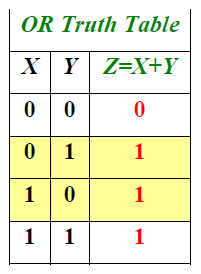 OR Truth Table
X Y Z=X+Y
0 0 0
0 1 1
1 0 1
1 1 1